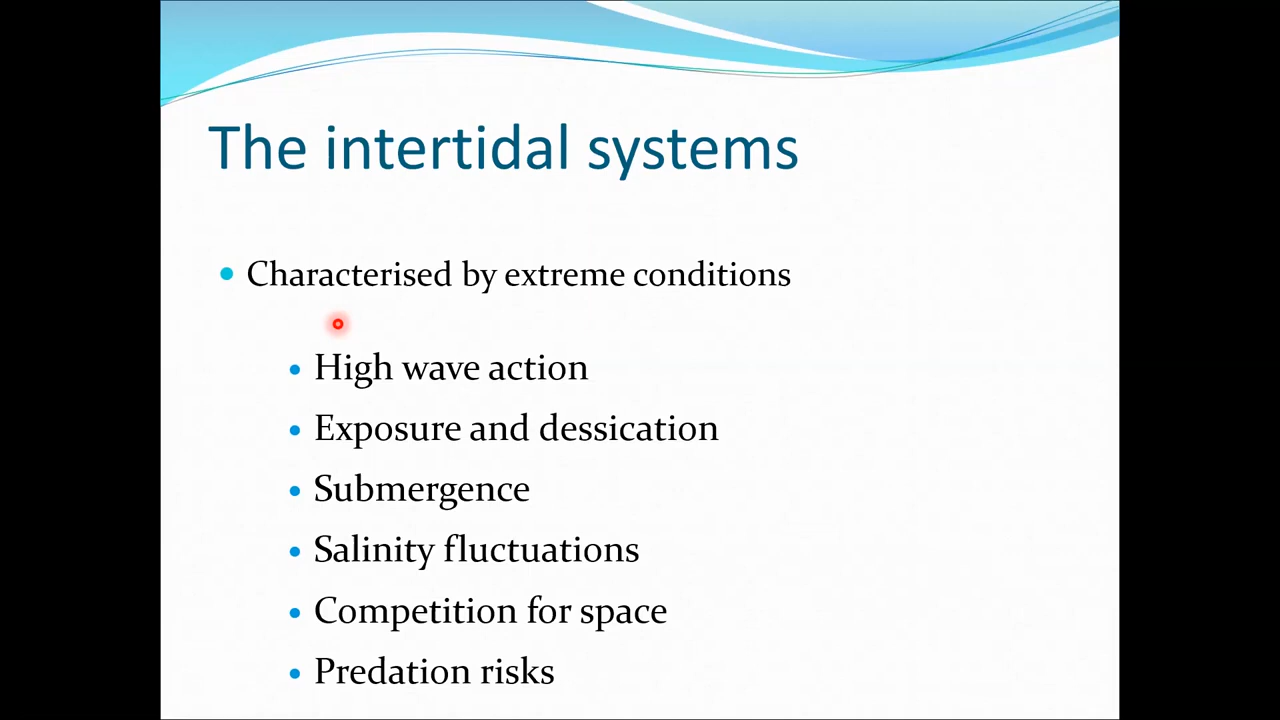 The intertidal systems
Characterised by extreme conditions
High wave action
Exposure and dessication
Submergence
Salinity fluctuations
Competition for space
Predation risks